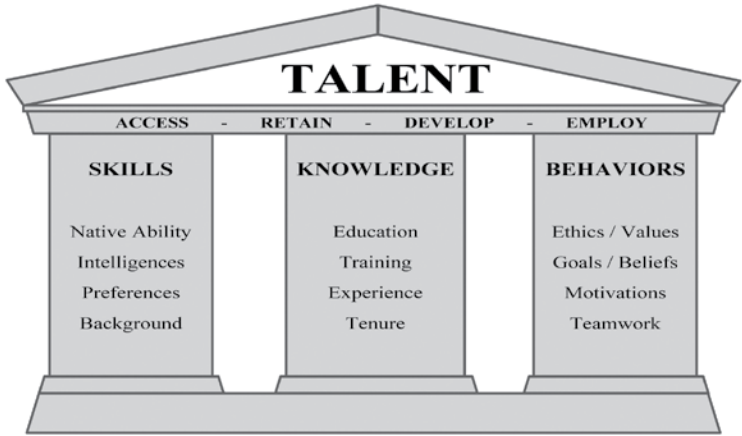 TALENT
ACCESS - RETAIN - DEVELOP - EMPLOY
SKILLS
Native Ability
Intelligences
Preferences
Background
KNOWLEDGE
Education
Training
Experience
Tenure
BEHAVIORS
Ethics / Values
Goals / Beliefs
Motivations
Teamwork